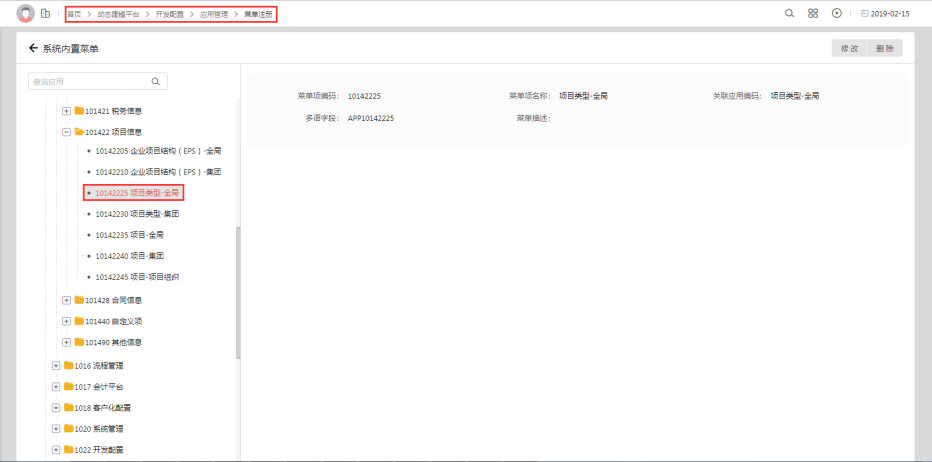 首页 > 动态建模平台 > 开发配置 > 应用管理 > 菜单注册
2019-02-15
系统内置菜单
修 改
删 除
查询应用
101421 税务信息
101422 项目信息
10142205 企业项目结构（EPS）-全局
10142210 企业项目结构（EPS）-集团
10142225 项目类型-全局
10142230 项目类型-集团
10142235 项目-全局
10142240 项目-集团
10142245 项目-项目组织
101428 合同信息
101440 自定义项
101490 其他信息
1016 流程管理
1017 会计平台
1018 客户化配置
1020 系统管理
1022 开发配置
菜单项编码： 10142225 菜单项名称： 项目类型-全局 关联应用编码： 项目类型-全局
多语字段： APP10142225 菜单描述：